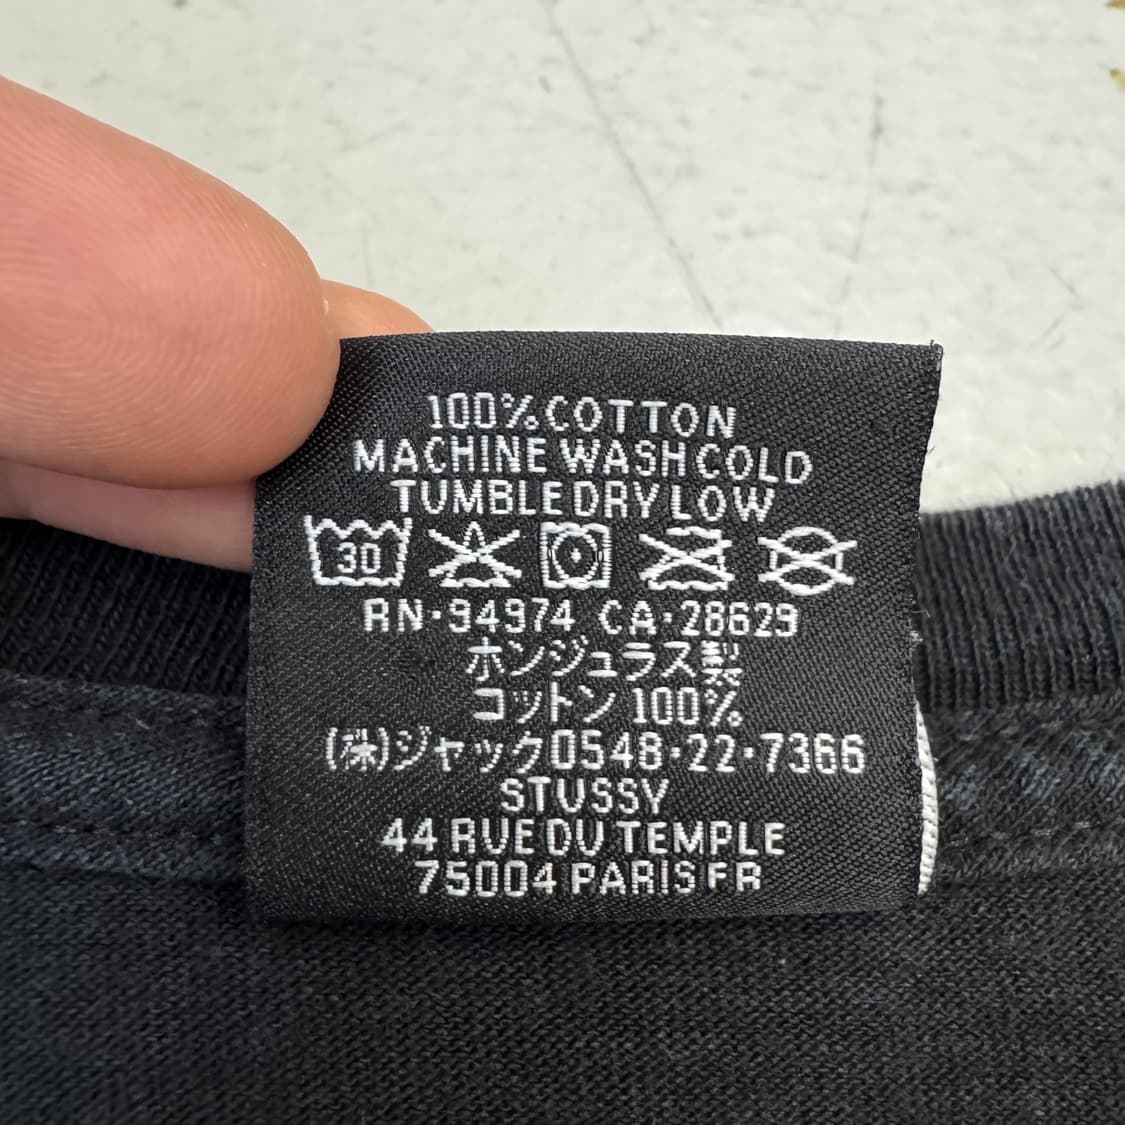 100% COTTON
MACHINE WASH COLD
TUMBLE DRY LOW
30
RN·94974 CA·28629
ホンジュラス製
コットン 100%
(株)ジャック0548·22·7366
STUSSY
44 RUE DU TEMPLE
75004 PARIS FR